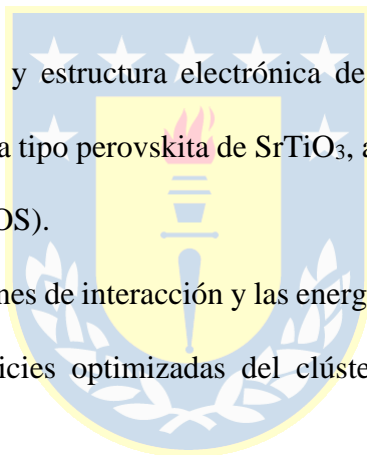 y estructura electrónica de
a tipo perovskita de SrTiO₃, a
OS).
nes de interacción y las energ
icies optimizadas del clúste